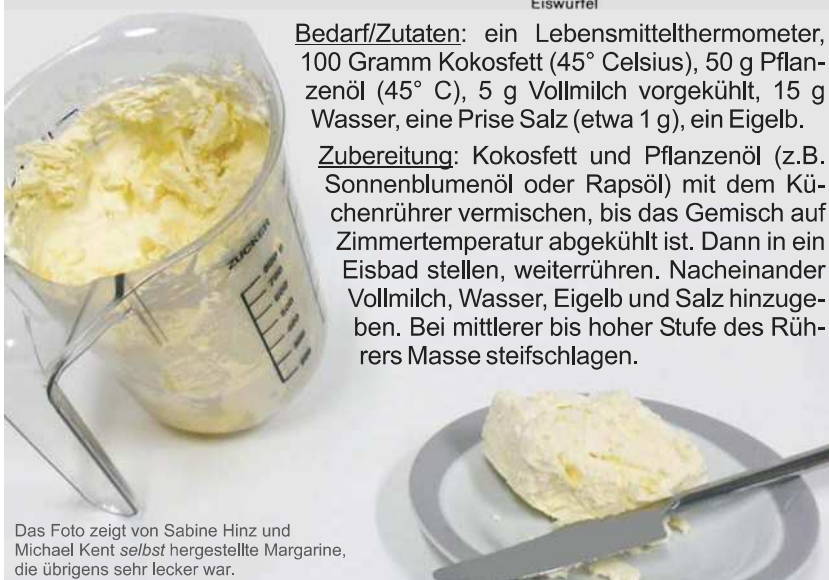 Eiswürfel
Bedarf/Zutaten: ein Lebensmittelthermometer,
100 Gramm Kokosfett (45° Celsius), 50 g Pflan-
zenöl (45° C), 5 g Vollmilch vorgekühlt, 15 g
Wasser, eine Prise Salz (etwa 1 g), ein Eigelb.
Zubereitung: Kokosfett und Pflanzenöl (z.B.
Sonnenblumenöl oder Rapsöl) mit dem Kü-
chenrührer vermischen, bis das Gemisch auf
Zimmertemperatur abgekühlt ist. Dann in ein
Eisbad stellen, weiterrühren. Nacheinander
Vollmilch, Wasser, Eigelb und Salz hinzuge-
ben. Bei mittlerer bis hoher Stufe des Rüh-
rers Masse steifschlagen.
ZUCKER
Das Foto zeigt von Sabine Hinz und
Michael Kent selbst hergestellte Margarine,
die übrigens sehr lecker war.